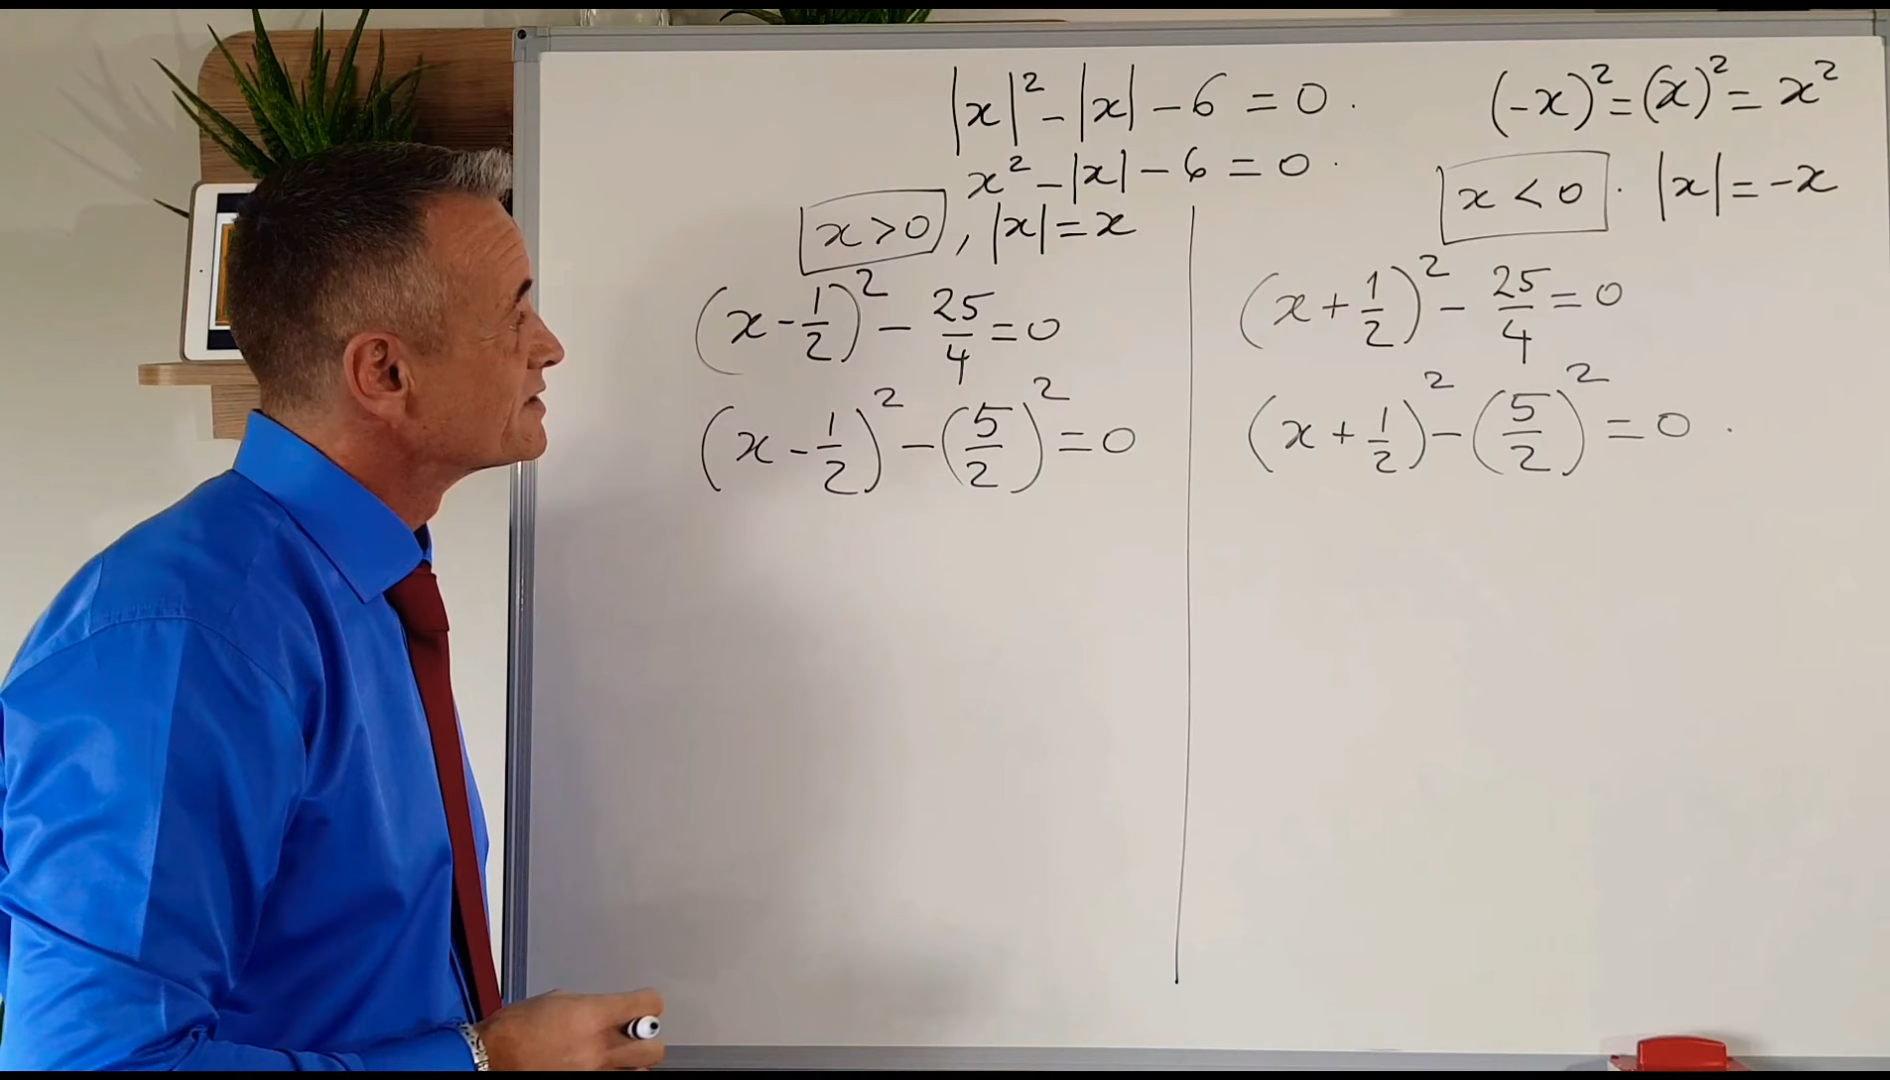 |x|² - |x| - 6 = 0 .
(-x)² = (x)² = x²
x² - |x| - 6 = 0 .
x > 0 , |x| = x
x < 0 . |x| = -x
(x - 1/2)² - 25/4 = 0
(x + 1/2)² - 25/4 = 0
(x - 1/2)² - (5/2)² = 0
(x + 1/2)² - (5/2)² = 0 .